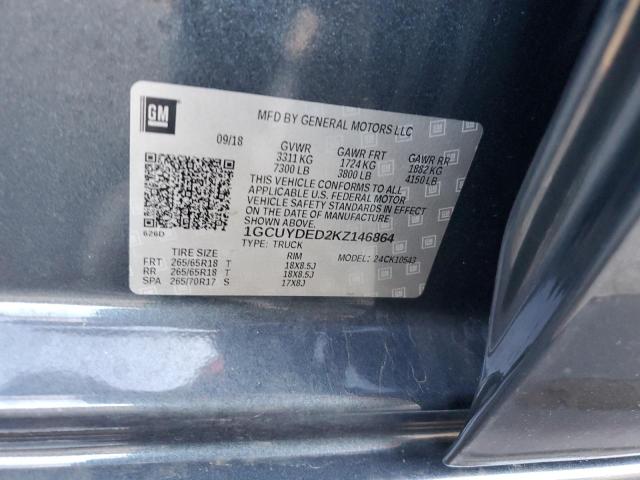 GM
MFD BY GENERAL MOTORS LLC
09/18 GVWR GAWR FRT GAWR RR
3311 KG 1724 KG 1882 KG
7300 LB 3800 LB 4150 LB
THIS VEHICLE CONFORMS TO ALL
APPLICABLE U.S. FEDERAL MOTOR
VEHICLE SAFETY STANDARDS IN EFFECT
ON THE DATE OF MANUFACTURE
SHOWN ABOVE.
626D 1GCUYDED2KZ146864
TYPE: TRUCK
TIRE SIZE RIM MODEL: 24CK10543
FRT 265/65R18 T 18X8.5J
RR 265/65R18 T 18X8.5J
SPA 265/70R17 S 17X8J